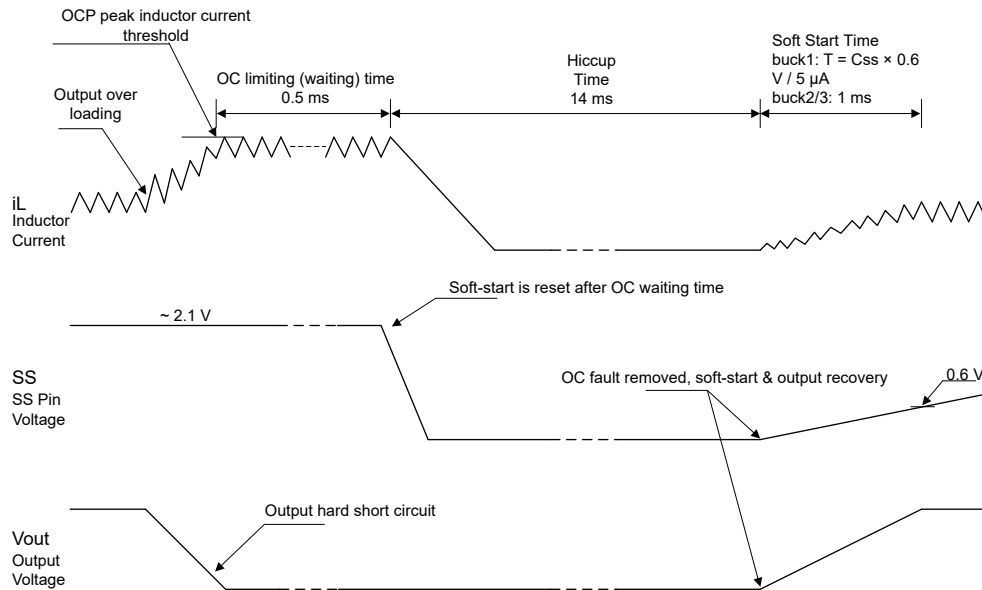 OCP peak inductor current
threshold
Output over
loading
OC limiting (waiting) time
0.5 ms
Hiccup
Time
14 ms
Soft Start Time
buck1: T = Css × 0.6
V / 5 µA
buck2/3: 1 ms
iL
Inductor
Current
Soft-start is reset after OC waiting time
~ 2.1 V
SS
SS Pin
Voltage
OC fault removed, soft-start & output recovery
0.6 V
Output hard short circuit
Vout
Output
Voltage